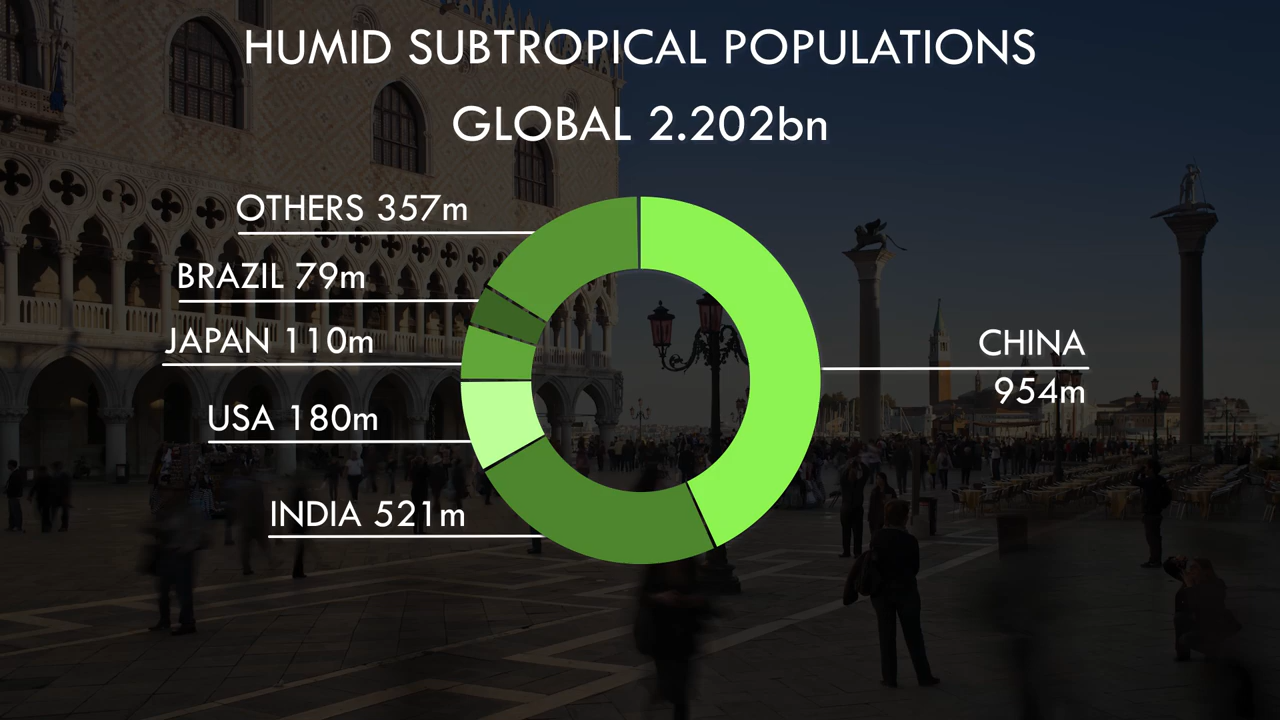 HUMID SUBTROPICAL POPULATIONS
GLOBAL 2.202bn
OTHERS 357m
BRAZIL 79m
JAPAN 110m
USA 180m
INDIA 521m
CHINA
954m